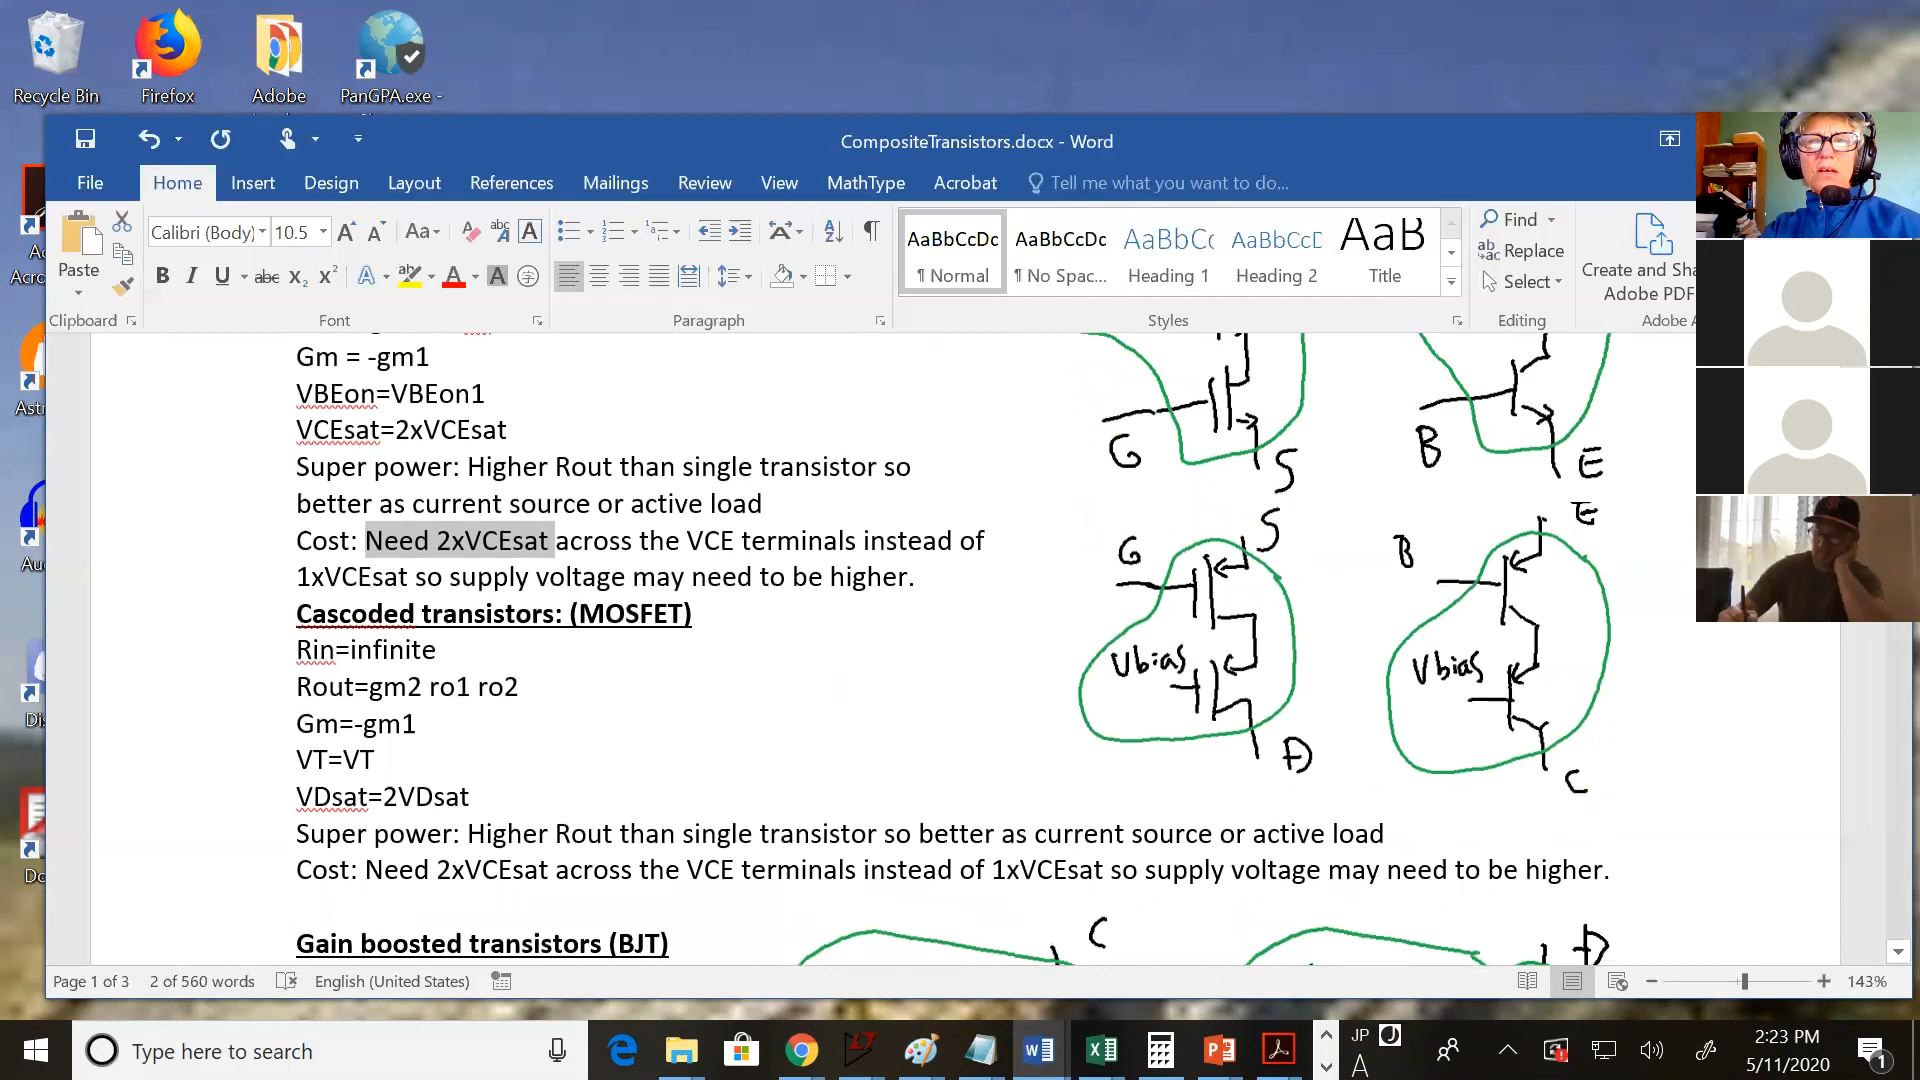 Recycle Bin
Firefox
Adobe
PanGPA.exe -
CompositeTransistors.docx - Word
File
Home
Insert
Design
Layout
References
Mailings
Review
View
MathType
Acrobat
Tell me what you want to do...
Paste
Calibri (Body)
10.5
Aa
abc
A
B I U abc X₂ X² A ab A A
AaBbCcDc
¶ Normal
AaBbCcDc
¶ No Spac...
AaBbCc
Heading 1
AaBbCcD
Heading 2
AaB
Title
Find
Replace
Select
Create and Sha
Adobe PDF
Clipboard
Font
Paragraph
Styles
Editing
Adobe A
Gm = -gm1
VBEon=VBEon1
VCEsat=2xVCEsat
Super power: Higher Rout than single transistor so
better as current source or active load
Cost: Need 2xVCEsat across the VCE terminals instead of
1xVCEsat so supply voltage may need to be higher.
Cascoded transistors: (MOSFET)
Rin=infinite
Rout=gm2 ro1 ro2
Gm=-gm1
VT=VT
VDsat=2VDsat
Super power: Higher Rout than single transistor so better as current source or active load
Cost: Need 2xVCEsat across the VCE terminals instead of 1xVCEsat so supply voltage may need to be higher.
Gain boosted transistors (BJT)
G
S
B
E
G
S
Vbias
D
B
E
Vbias
C
C
D
Page 1 of 3
2 of 560 words
English (United States)
143%
Type here to search
JP
A
2:23 PM
5/11/2020
1